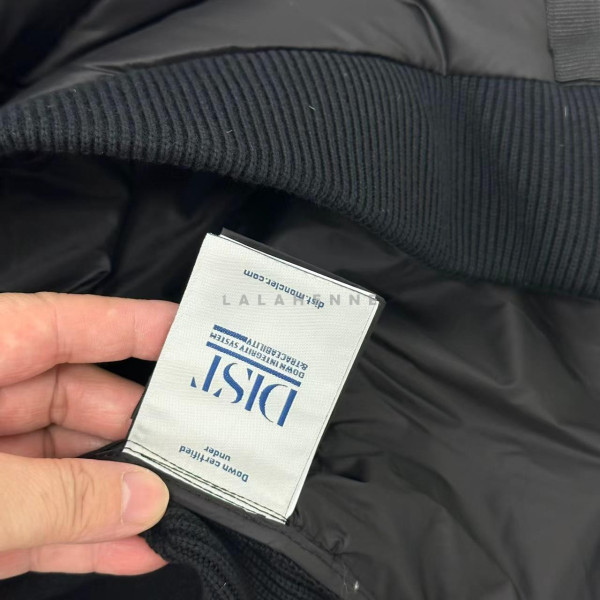 Down certified
under
DIST
DOWN INTEGRITY SYSTEM
& TRACEABILITY
dist.moncler.com
LALAHENNE